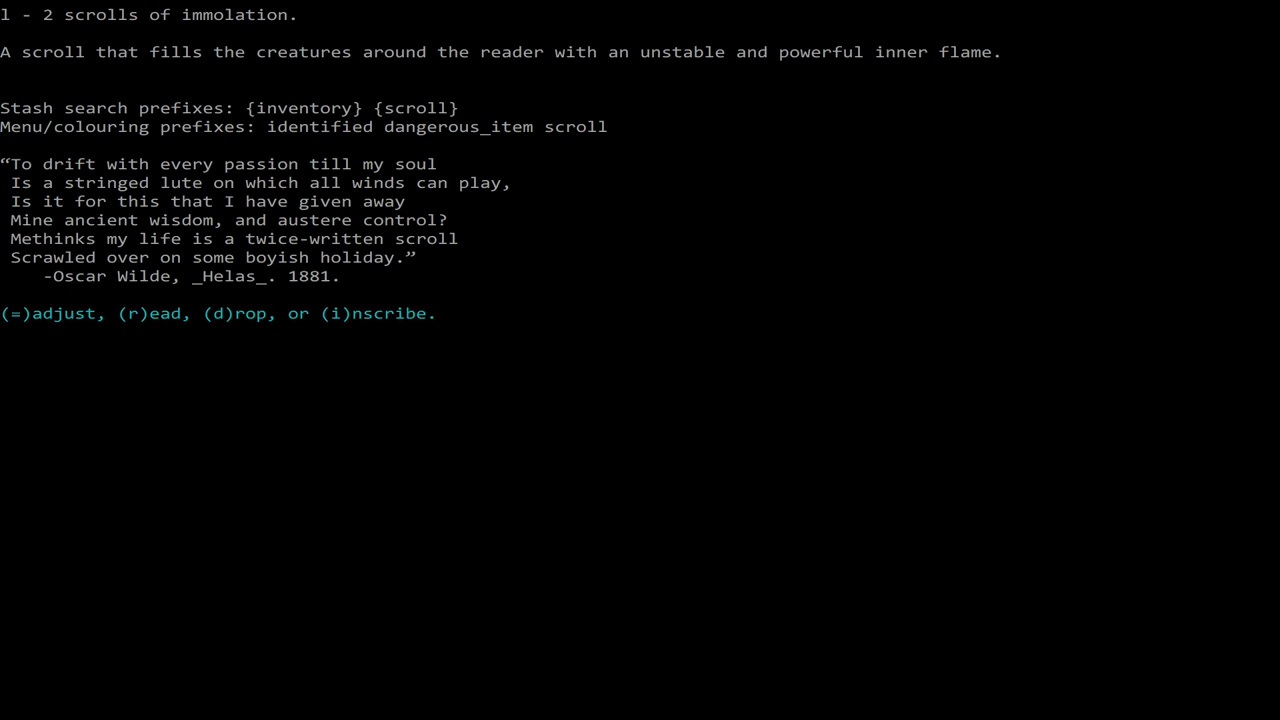 l - 2 scrolls of immolation.
A scroll that fills the creatures around the reader with an unstable and powerful inner flame.
Stash search prefixes: {inventory} {scroll}
Menu/colouring prefixes: identified dangerous_item scroll
“To drift with every passion till my soul
Is a stringed lute on which all winds can play,
Is it for this that I have given away
Mine ancient wisdom, and austere control?
Methinks my life is a twice-written scroll
Scrawled over on some boyish holiday.”
-Oscar Wilde, _Helas_. 1881.
(=)adjust, (r)ead, (d)rop, or (i)nscribe.